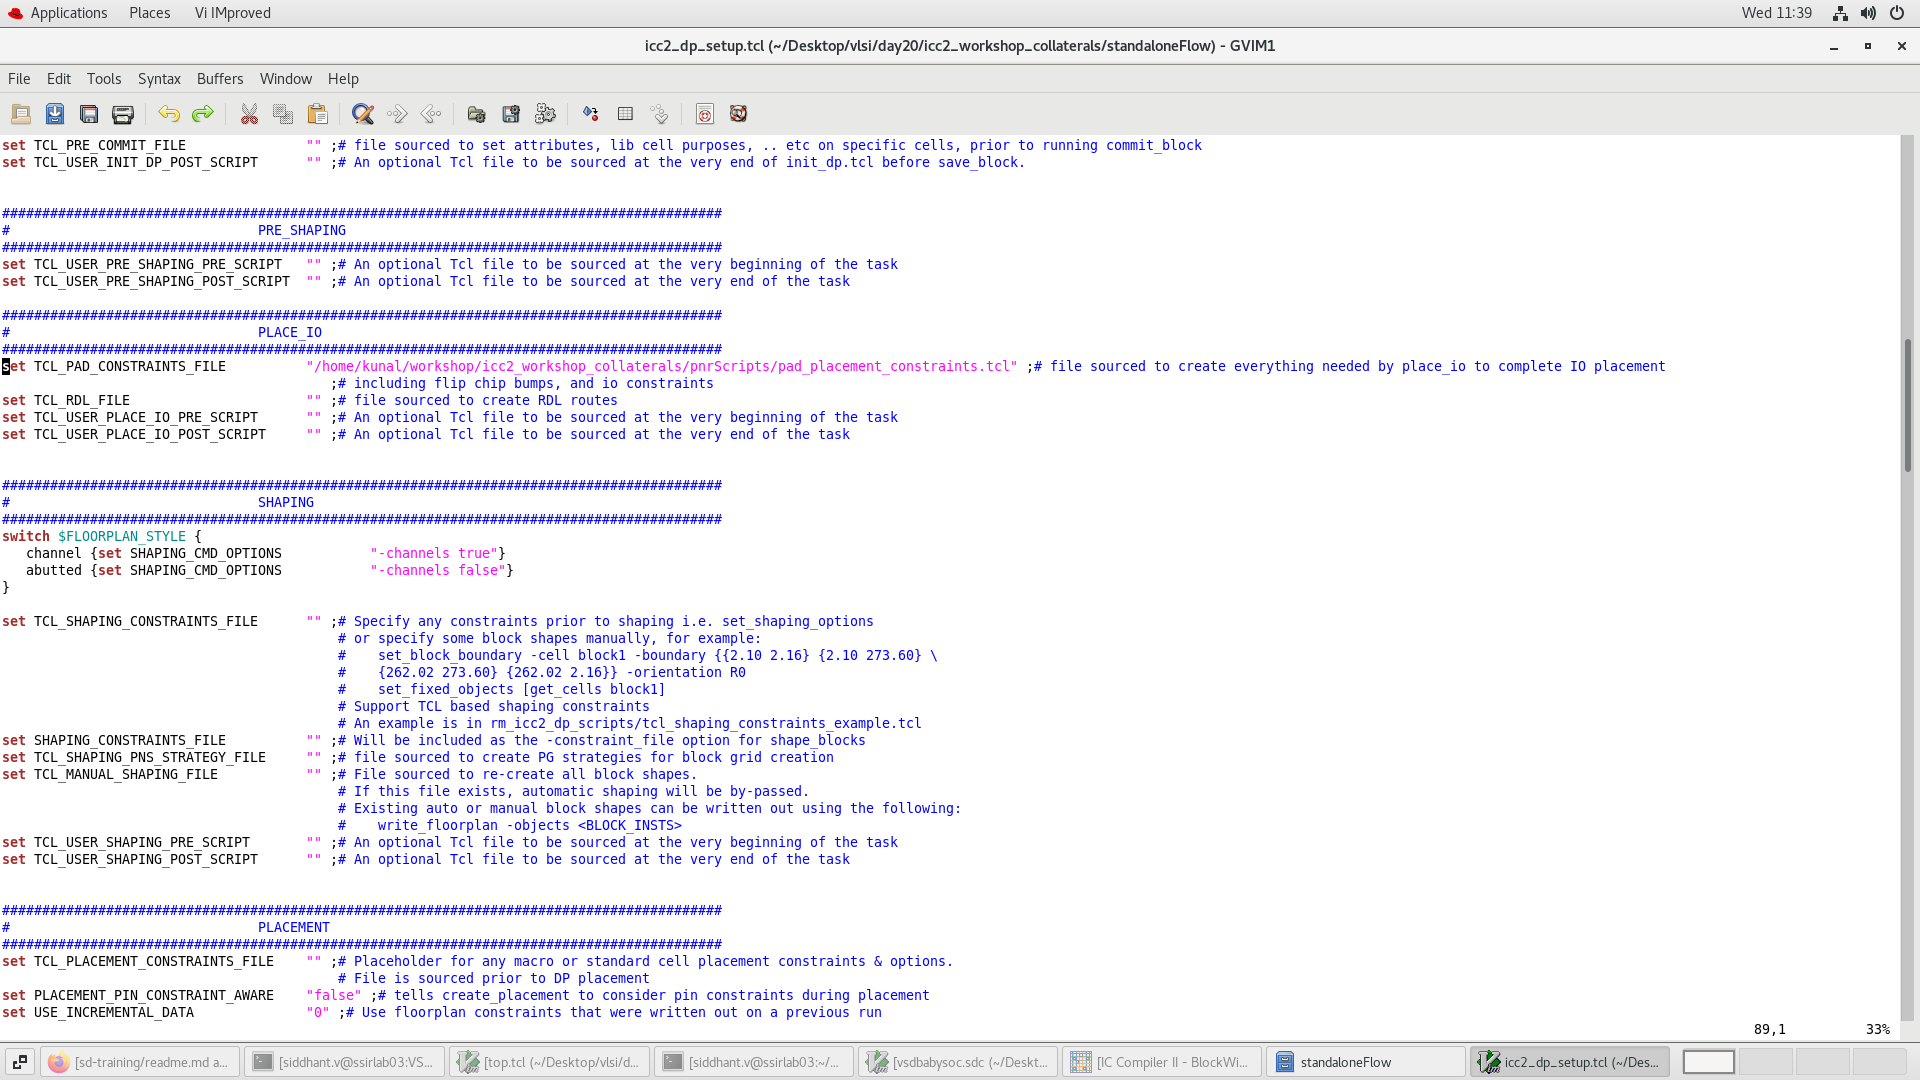 Applications Places Vi IMproved Wed 11:39
icc2_dp_setup.tcl (~/Desktop/vlsi/day20/icc2_workshop_collaterals/standaloneFlow) - GVIM1
File Edit Tools Syntax Buffers Window Help
set TCL_PRE_COMMIT_FILE "" ;# file sourced to set attributes, lib cell purposes, .. etc on specific cells, prior to running commit_block
set TCL_USER_INIT_DP_POST_SCRIPT "" ;# An optional Tcl file to be sourced at the very end of init_dp.tcl before save_block.
##########################################################################################
# PRE_SHAPING
##########################################################################################
set TCL_USER_PRE_SHAPING_PRE_SCRIPT "" ;# An optional Tcl file to be sourced at the very beginning of the task
set TCL_USER_PRE_SHAPING_POST_SCRIPT "" ;# An optional Tcl file to be sourced at the very end of the task
##########################################################################################
# PLACE_IO
##########################################################################################
set TCL_PAD_CONSTRAINTS_FILE "/home/kunal/workshop/icc2_workshop_collaterals/pnrScripts/pad_placement_constraints.tcl" ;# file sourced to create everything needed by place_io to complete IO placement
;# including flip chip bumps, and io constraints
set TCL_RDL_FILE "" ;# file sourced to create RDL routes
set TCL_USER_PLACE_IO_PRE_SCRIPT "" ;# An optional Tcl file to be sourced at the very beginning of the task
set TCL_USER_PLACE_IO_POST_SCRIPT "" ;# An optional Tcl file to be sourced at the very end of the task
##########################################################################################
# SHAPING
##########################################################################################
switch $FLOORPLAN_STYLE {
channel {set SHAPING_CMD_OPTIONS "-channels true"}
abutted {set SHAPING_CMD_OPTIONS "-channels false"}
}
set TCL_SHAPING_CONSTRAINTS_FILE "" ;# Specify any constraints prior to shaping i.e. set_shaping_options
# or specify some block shapes manually, for example:
# set_block_boundary -cell block1 -boundary {{2.10 2.16} {2.10 273.60} \
# {262.02 273.60} {262.02 2.16}} -orientation R0
# set_fixed_objects [get_cells block1]
# Support TCL based shaping constraints
# An example is in rm_icc2_dp_scripts/tcl_shaping_constraints_example.tcl
set SHAPING_CONSTRAINTS_FILE "" ;# Will be included as the -constraint_file option for shape_blocks
set TCL_SHAPING_PNS_STRATEGY_FILE "" ;# file sourced to create PG strategies for block grid creation
set TCL_MANUAL_SHAPING_FILE "" ;# File sourced to re-create all block shapes.
# If this file exists, automatic shaping will be by-passed.
# Existing auto or manual block shapes can be written out using the following:
# write_floorplan -objects <BLOCK_INSTS>
set TCL_USER_SHAPING_PRE_SCRIPT "" ;# An optional Tcl file to be sourced at the very beginning of the task
set TCL_USER_SHAPING_POST_SCRIPT "" ;# An optional Tcl file to be sourced at the very end of the task
##########################################################################################
# PLACEMENT
##########################################################################################
set TCL_PLACEMENT_CONSTRAINTS_FILE "" ;# Placeholder for any macro or standard cell placement constraints & options.
# File is sourced prior to DP placement
set PLACEMENT_PIN_CONSTRAINT_AWARE "false" ;# tells create_placement to consider pin constraints during placement
set USE_INCREMENTAL_DATA "0" ;# Use floorplan constraints that were written out on a previous run
89,1 33%
[sd-training/readme.md a... [siddhant.v@ssirlab03:VS... [top.tcl (~/Desktop/vlsi/d... [siddhant.v@ssirlab03:~/... [vsdbabysoc.sdc (~/Deskt... [IC Compiler II - BlockWi... standaloneFlow icc2_dp_setup.tcl (~/Des...